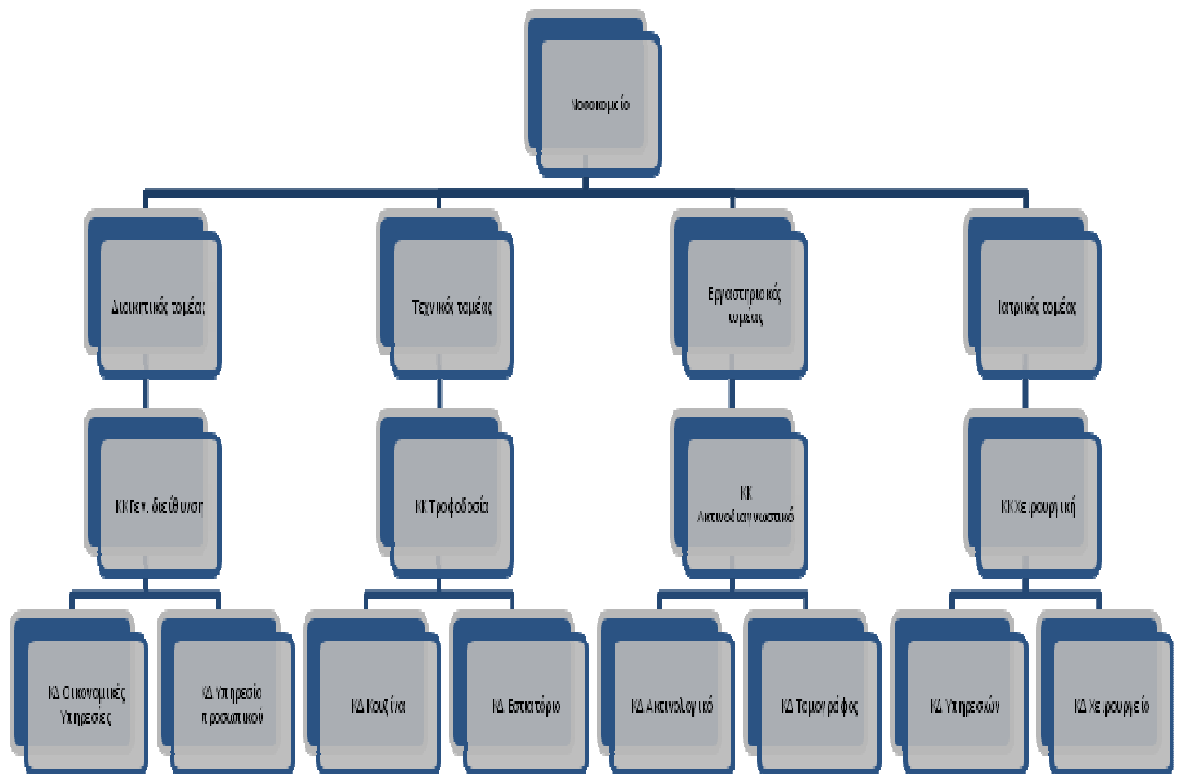 Νοσοκομείο
Διοικητικός τομέας
Τεχνικός τομέας
Εργαστηριακός
τομέας
Ιατρικός τομέας
ΚΚ Γεν. διεύθυνση
ΚΚ Τροφοδοσία
ΚΚ
Ακτινοδιαγνωστικό
ΚΚ Χειρουργική
ΚΔ Οικονομικές
Υπηρεσίες
ΚΔ Υπηρεσία
προσωπικού
ΚΔ Κουζίνα
ΚΔ Εστιατόριο
ΚΔ Ακτινολογικό
ΚΔ Τομογράφος
ΚΔ Υπηρεσιών
ΚΔ Χειρουργείο